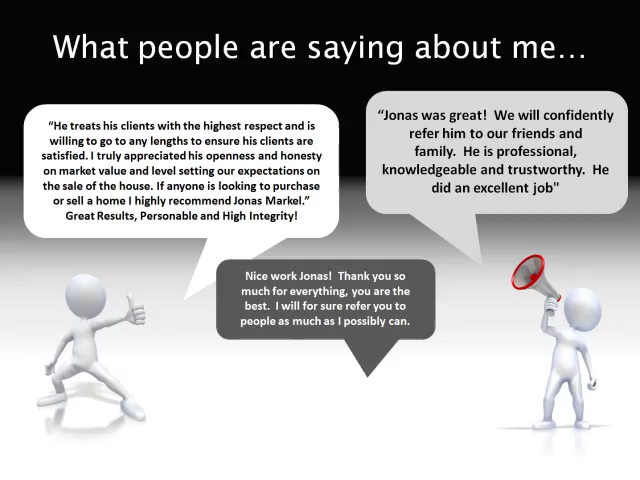 What people are saying about me...
“He treats his clients with the highest respect and is
willing to go to any lengths to ensure his clients are
satisfied. I truly appreciated his openness and honesty
on market value and level setting our expectations on
the sale of the house. If anyone is looking to purchase
or sell a home I highly recommend Jonas Markel.”
Great Results, Personable and High Integrity!
“Jonas was great!  We will confidently
refer him to our friends and
family.  He is professional,
knowledgeable and trustworthy.  He
did an excellent job"
Nice work Jonas!  Thank you so
much for everything, you are the
best.  I will for sure refer you to
people as much as I possibly can.